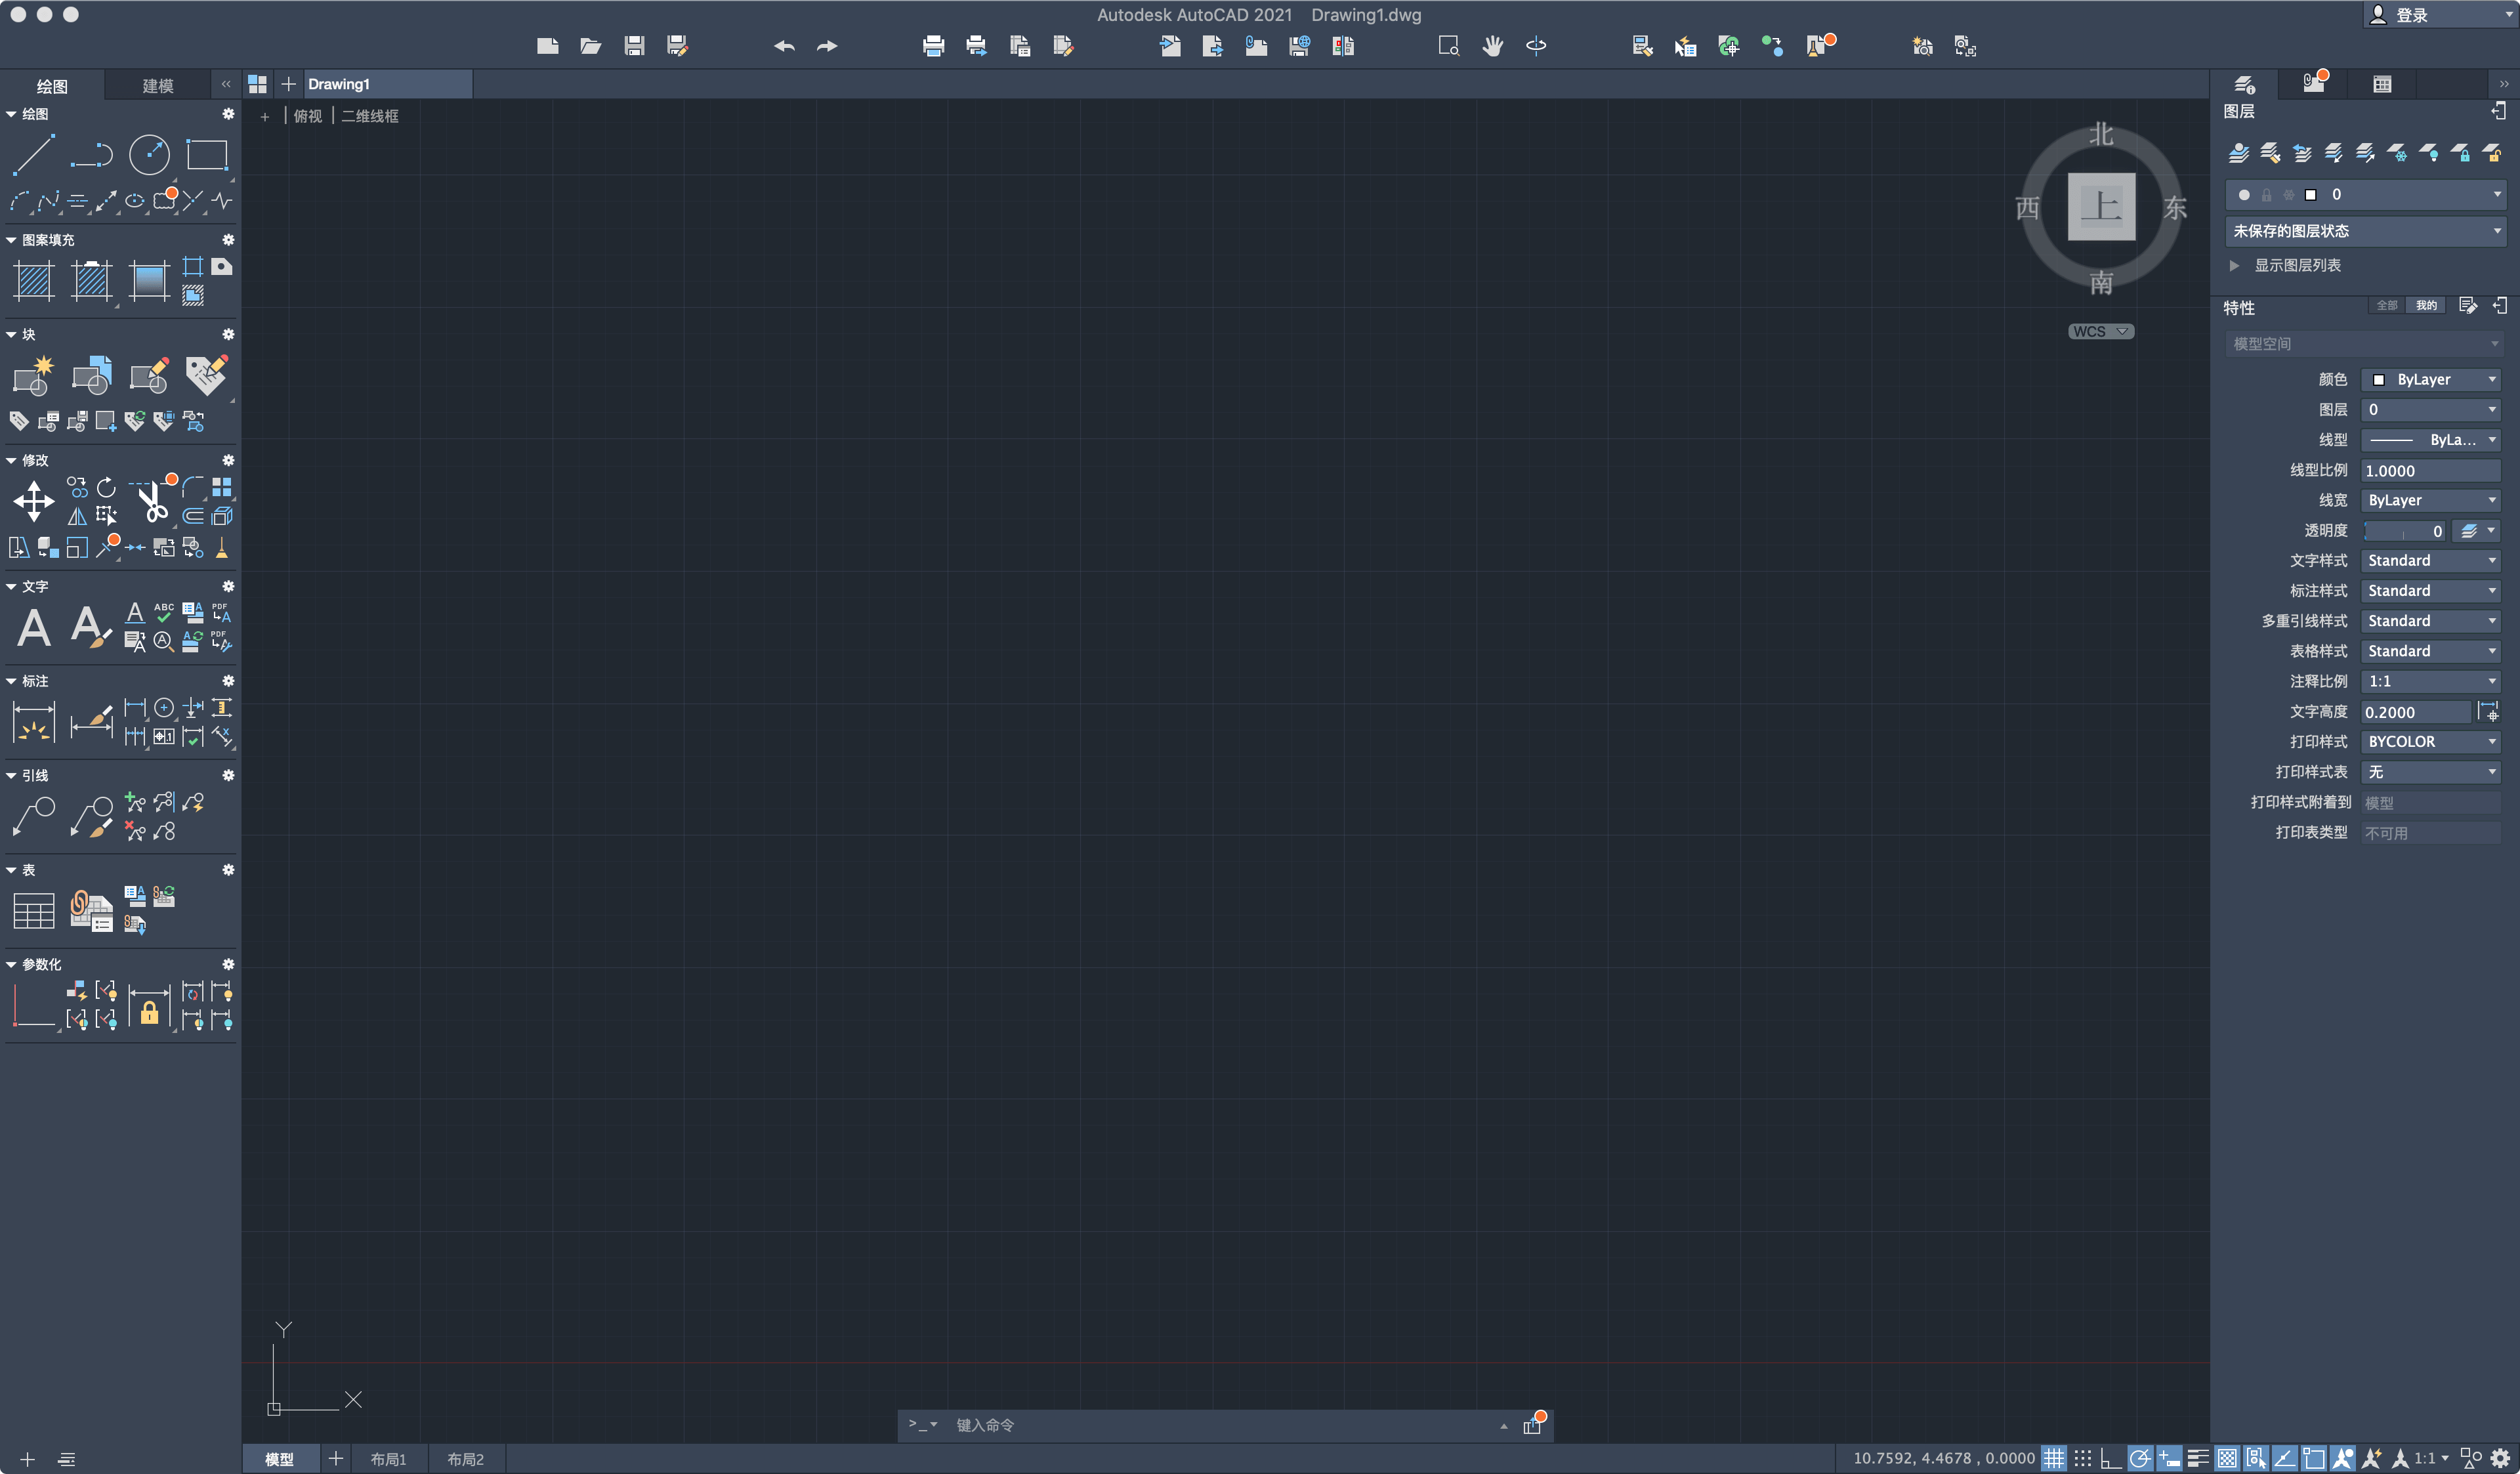 Autodesk AutoCAD 2021 Drawing1.dwg
登录
绘图 建模
Drawing1
绘图
+ 俯视 二维线框
图案填充
块
修改
文字
A A A ABC A PDF A
A A A PDF
标注
引线
表
参数化
北
西 上 东
南
WCS
Y
X
>_ 键入命令
模型 布局1 布局2
图层
0
未保存的图层状态
显示图层列表
特性 全部 我的
模型空间
颜色 ByLayer
图层 0
线型 ByLa...
线型比例 1.0000
线宽 ByLayer
透明度 0
文字样式 Standard
标注样式 Standard
多重引线样式 Standard
表格样式 Standard
注释比例 1:1
文字高度 0.2000
打印样式 BYCOLOR
打印样式表 无
打印样式附着到 模型
打印表类型 不可用
10.7592, 4.4678 , 0.0000 1:1